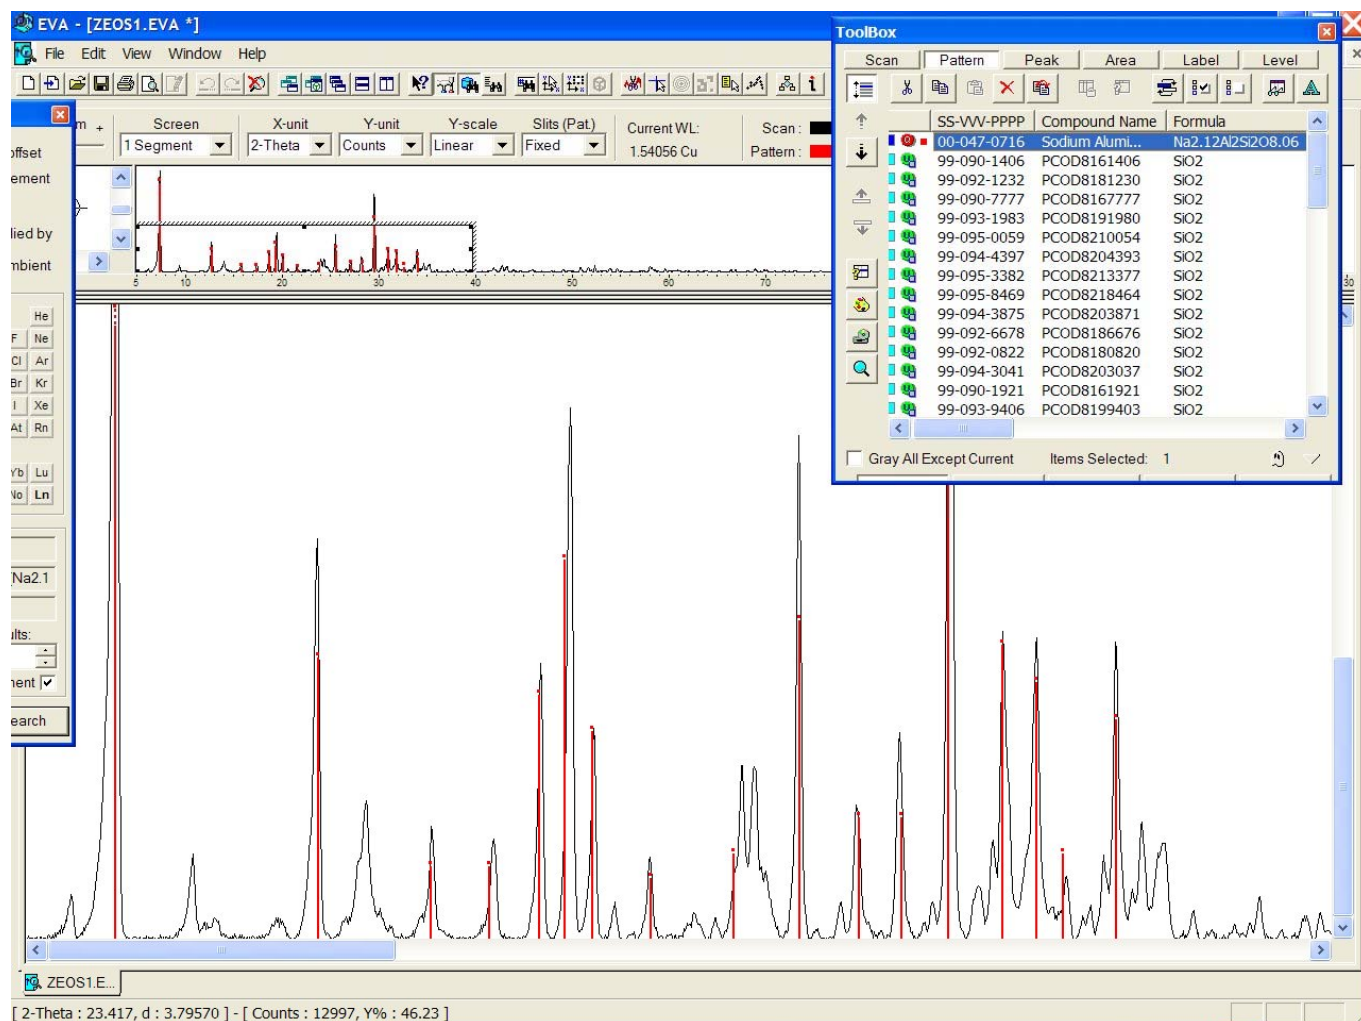 EVA - [ZEOS1.EVA *]
File Edit View Window Help
Screen X-unit Y-unit Y-scale Slits (Pat.) Current WL: Scan :
1 Segment 2-Theta Counts Linear Fixed 1.54056 Cu Pattern :
ToolBox
Scan Pattern Peak Area Label Level
SS-VVV-PPPP Compound Name Formula
00-047-0716 Sodium Alumi... Na2.12Al2Si2O8.06
99-090-1406 PCOD8161406 SiO2
99-092-1232 PCOD8181230 SiO2
99-090-7777 PCOD8167777 SiO2
99-093-1983 PCOD8191980 SiO2
99-095-0059 PCOD8210054 SiO2
99-094-4397 PCOD8204393 SiO2
99-095-3382 PCOD8213377 SiO2
99-095-8469 PCOD8218464 SiO2
99-094-3875 PCOD8203871 SiO2
99-092-6678 PCOD8186676 SiO2
99-092-0822 PCOD8180820 SiO2
99-094-3041 PCOD8203037 SiO2
99-090-1921 PCOD8161921 SiO2
99-093-9406 PCOD8199403 SiO2
Gray All Except Current Items Selected: 1
m +
offset
ement
lied by
mbient
5 10 20 30 40 50 60 70
30
He
F Ne
Cl Ar
Br Kr
I Xe
At Rn
Yb Lu
No Ln
Na2.1
ults:
ment
earch
ZEOS1.E...
[ 2-Theta : 23.417, d : 3.79570 ] - [ Counts : 12997, Y% : 46.23 ]